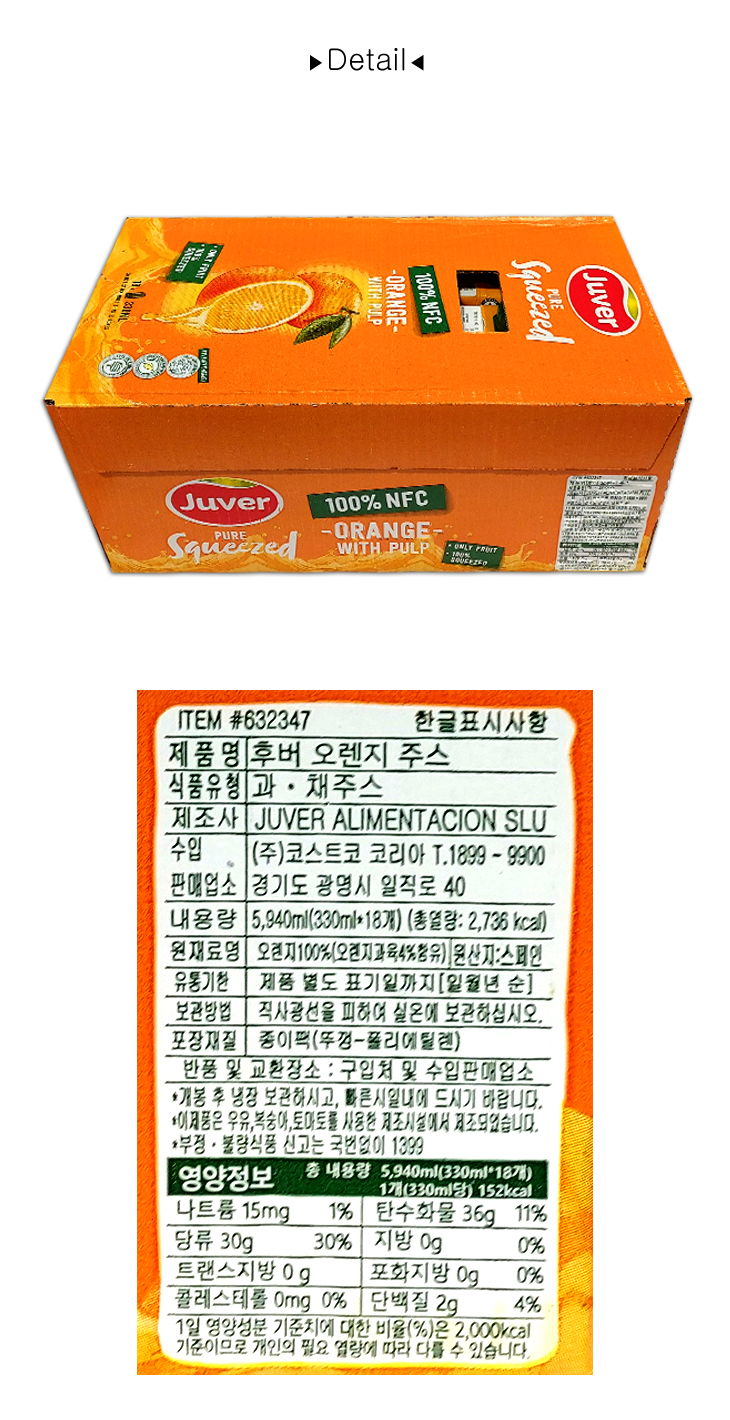 ▶Detail◀
Juver
PURE
Squeezed
100% NFC
-ORANGE-
WITH PULP
• ONLY FRUIT
• 100%
SQUEEZED
Juver
PURE
Squeezed
100% NFC
-ORANGE-
WITH PULP
• ONLY FRUIT
• 100%
SQUEEZED
ITEM #632347 한글표시사항
제품명 후버 오렌지 주스
식품유형 과・채주스
제조사 JUVER ALIMENTACION SLU
수입 (주)코스트코 코리아 T.1899 - 9900
판매업소 경기도 광명시 일직로 40
내용량 5,940ml(330ml*18개) (총열량: 2,736 kcal)
원재료명 오렌지100%(오렌지과육4%함유) 원산지:스페인
유통기한 제품 별도 표기일까지[일월년 순]
보관방법 직사광선을 피하여 실온에 보관하십시오.
포장재질 종이팩(뚜껑-폴리에틸렌)
반품 및 교환장소 : 구입처 및 수입판매업소
*개봉 후 냉장 보관하시고, 빠른시일내에 드시기 바랍니다.
*이제품은 우유,복숭아,토마토를 사용한 제조시설에서 제조되었습니다.
*부정・불량식품 신고는 국번없이 1399
영양정보 총 내용량 5,940ml(330ml*18개)
1개(330ml당) 152kcal
나트륨 15mg 1% 탄수화물 36g 11%
당류 30g 30% 지방 0g 0%
트랜스지방 0 g 포화지방 0g 0%
콜레스테롤 0mg 0% 단백질 2g 4%
1일 영양성분 기준치에 대한 비율(%)은 2,000kcal
기준이므로 개인의 필요 열량에 따라 다를 수 있습니다.